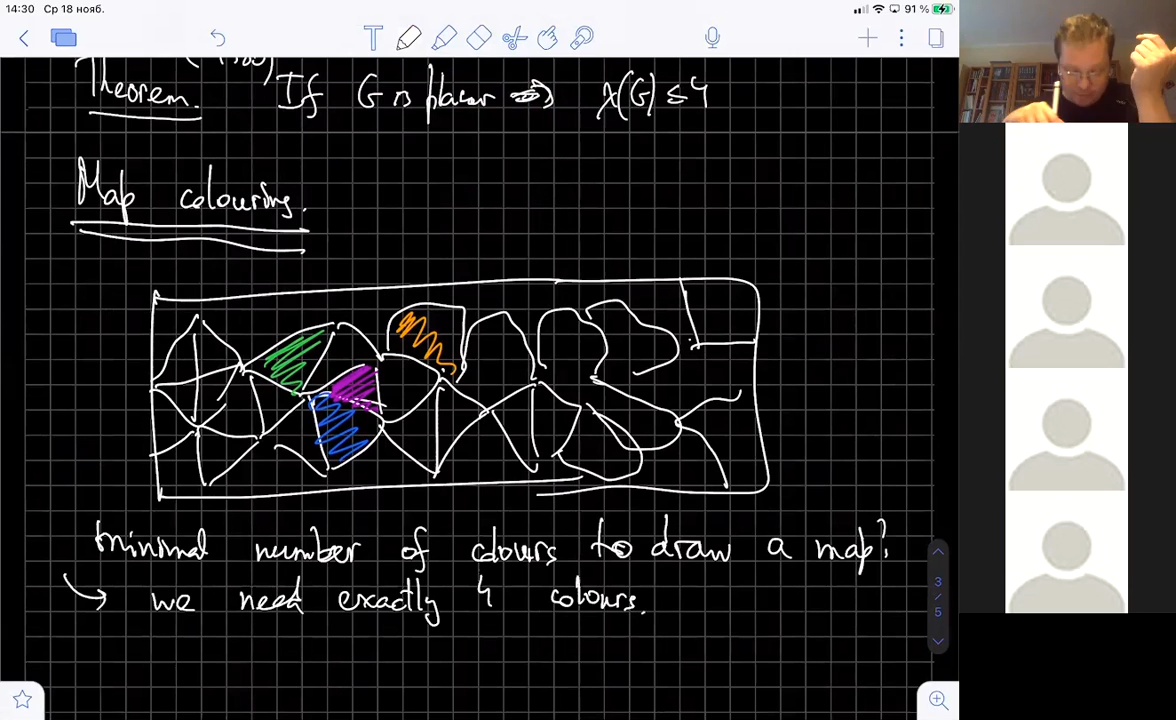 14:30 Ср 18 нояб.
91 %
Theorem. If G is planar => χ(G) ≤ 4
Map colouring.
minimal number of colours to draw a map?
we need exactly 4 colours.
3
/
5